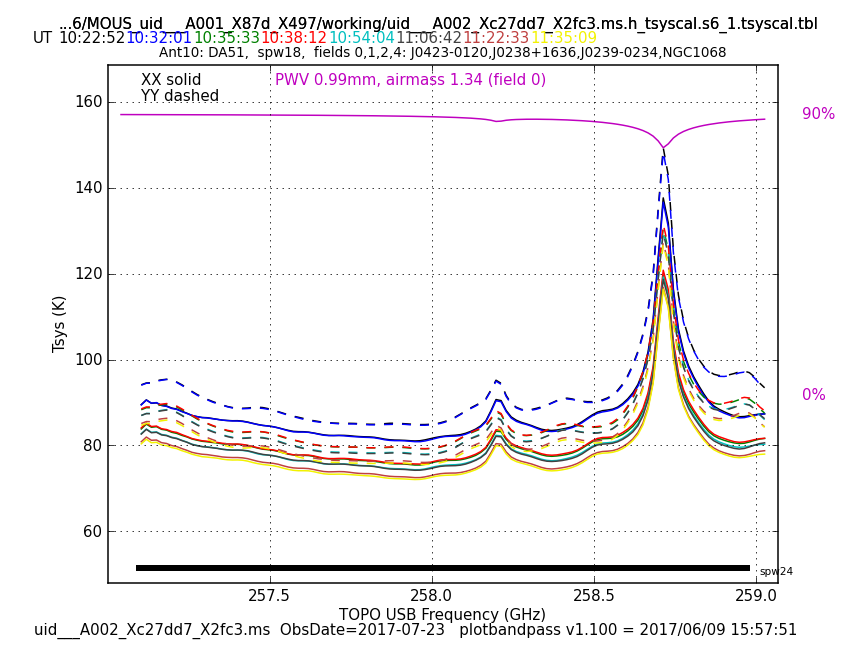 ...6/MOUS_uid___A001_X87d_X497/working/uid___A002_Xc27dd7_X2fc3.ms.h_tsyscal.s6_1.tsyscal.tbl
UT 10:22:52 10:32:01 10:35:33 10:38:12 10:54:04 11:06:42 11:22:33 11:35:09
Ant10: DA51, spw18, fields 0,1,2,4: J0423-0120,J0238+1636,J0239-0234,NGC1068
XX solid PWV 0.99mm, airmass 1.34 (field 0)
YY dashed
160
90%
140
120
Tsys (K)
100
0%
80
60
spw24
257.5 258.0 258.5 259.0
TOPO USB Frequency (GHz)
uid___A002_Xc27dd7_X2fc3.ms ObsDate=2017-07-23 plotbandpass v1.100 = 2017/06/09 15:57:51